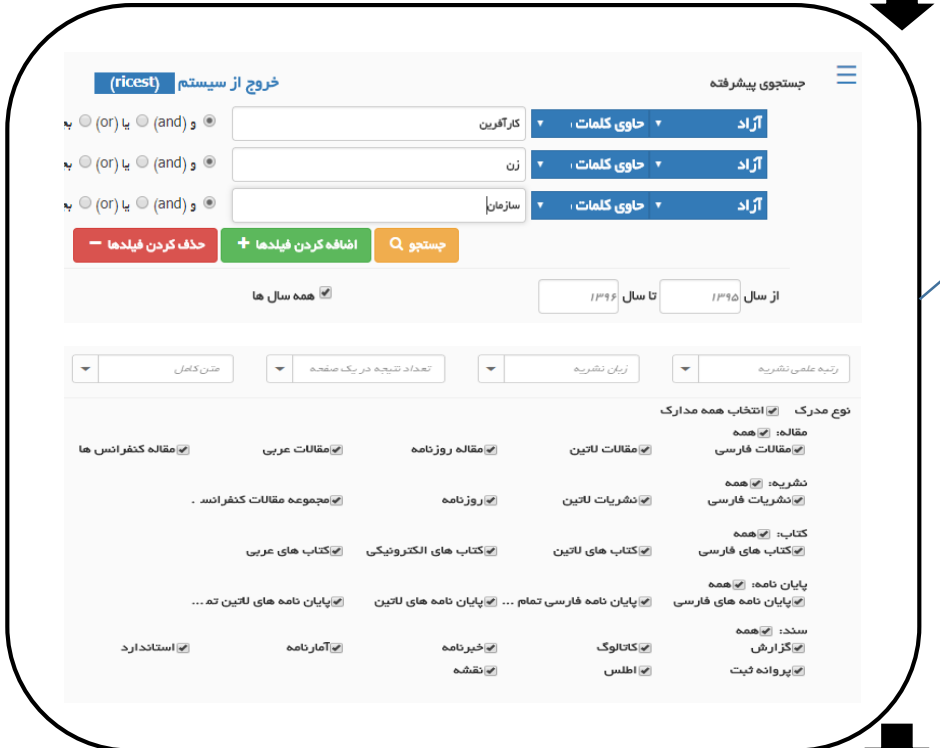 جستجوی پیشرفته خروج از سیستم (ricest)
آزاد حاوی کلمات کارآفرین و (and) یا (or)
آزاد حاوی کلمات زن و (and) یا (or)
آزاد حاوی کلمات سازمان و (and) یا (or)
جستجو اضافه کردن فیلدها + حذف کردن فیلدها −
از سال ۱۳۹۵ تا سال ۱۳۹۶ همه سال ها
رتبه علمی نشریه زبان نشریه تعداد نتیجه در یک صفحه متن کامل
نوع مدرک انتخاب همه مدارک
مقاله: همه
مقالات فارسی مقالات لاتین مقاله روزنامه مقالات عربی مقاله کنفرانس ها
نشریه: همه
نشریات فارسی نشریات لاتین روزنامه مجموعه مقالات کنفرانس .
کتاب: همه
کتاب های فارسی کتاب های لاتین کتاب های الکترونیکی کتاب های عربی
پایان نامه: همه
پایان نامه های فارسی پایان نامه فارسی تمام ... پایان نامه های لاتین پایان نامه های لاتین تم ...
سند: همه
گزارش کاتالوگ خبرنامه آمارنامه استاندارد
پروانه ثبت اطلس نقشه